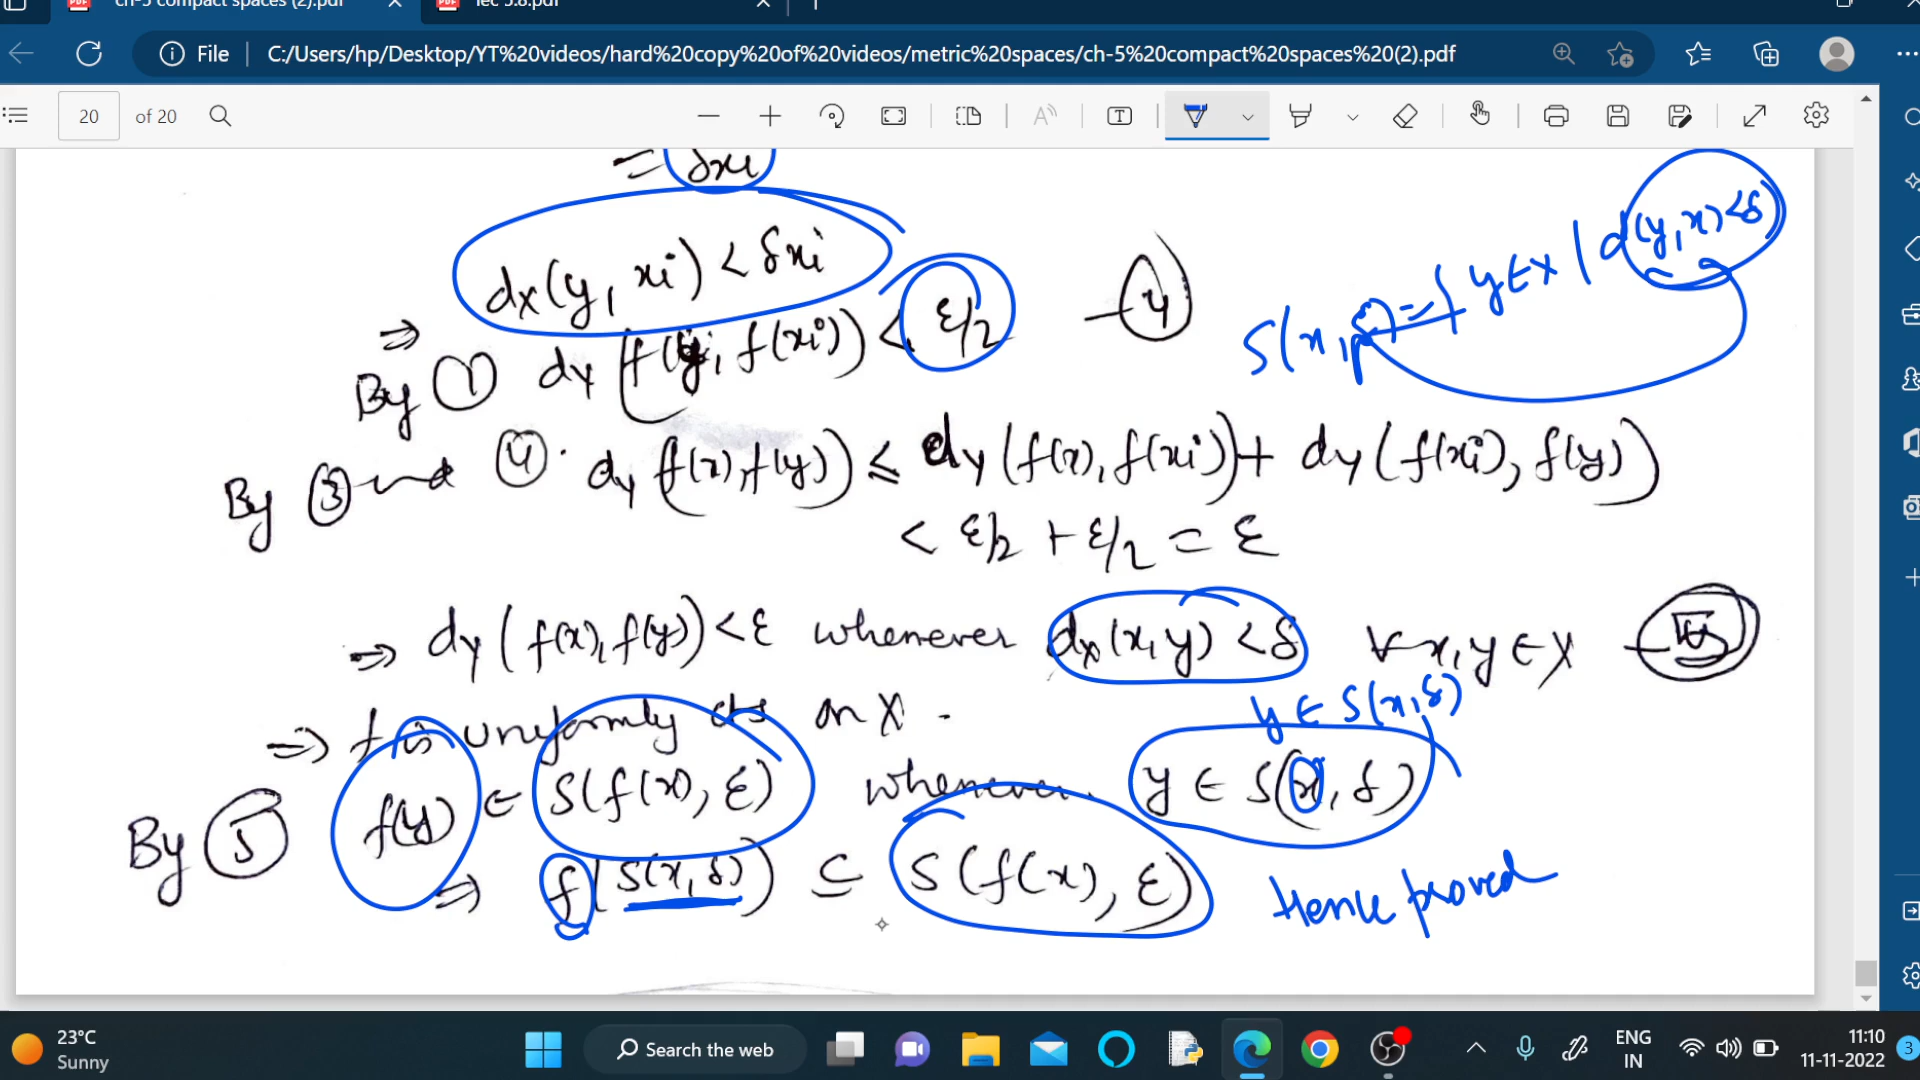 ch-5 compact spaces (2).pdf
lec 5.8.pdf
File C:/Users/hp/Desktop/YT%20videos/hard%20copy%20of%20videos/metric%20spaces/ch-5%20compact%20spaces%20(2).pdf
20 of 20
= δxi
dx(y, xi) < δxi
S(x, ε) = { y ∈ X | d(y, x) < δ
⇒
By ① dy (f(y), f(xi)) < ε/2 — ④
By ③ and ④. dy (f(x), f(y)) ≤ dy (f(x), f(xi)) + dy (f(xi), f(y))
< ε/2 + ε/2 = ε
⇒ dy (f(x), f(y)) < ε whenever dx(x, y) < δ ∀ x, y ∈ X —
⇒ f is uniformly cts on X.
y ∈ S(x, δ)
By ⑤ f(y) ∈ S(f(x), ε) whenever y ∈ S(x, δ)
⇒ f(S(x, δ)) ⊆ S(f(x), ε) Hence proved
23°C
Sunny
Search the web
ENG
IN
11:10
11-11-2022
3